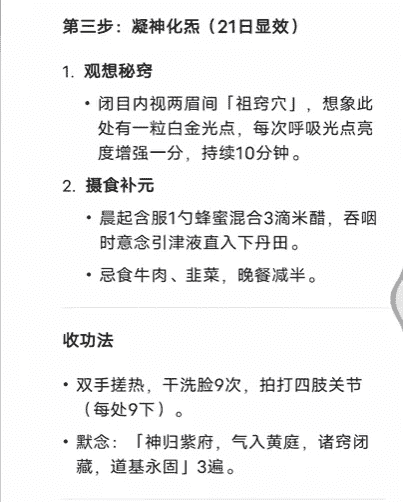 第三步：凝神化炁（21日显效）
1. 观想秘窍
• 闭目内视两眉间「祖窍穴」，想象此
处有一粒白金光点，每次呼吸光点亮
度增强一分，持续10分钟。
2. 摄食补元
• 晨起含服1勺蜂蜜混合3滴米醋，吞咽
时意念引津液直入下丹田。
• 忌食牛肉、韭菜，晚餐减半。
收功法
• 双手搓热，干洗脸9次，拍打四肢关节
（每处9下）。
• 默念：「神归紫府，气入黄庭，诸窍闭
藏，道基永固」3遍。